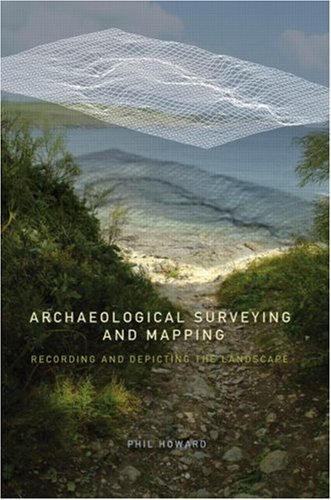 ARCHAEOLOGICAL SURVEYING
AND MAPPING
RECORDING AND DEPICTING THE LANDSCAPE
PHIL HOWARD